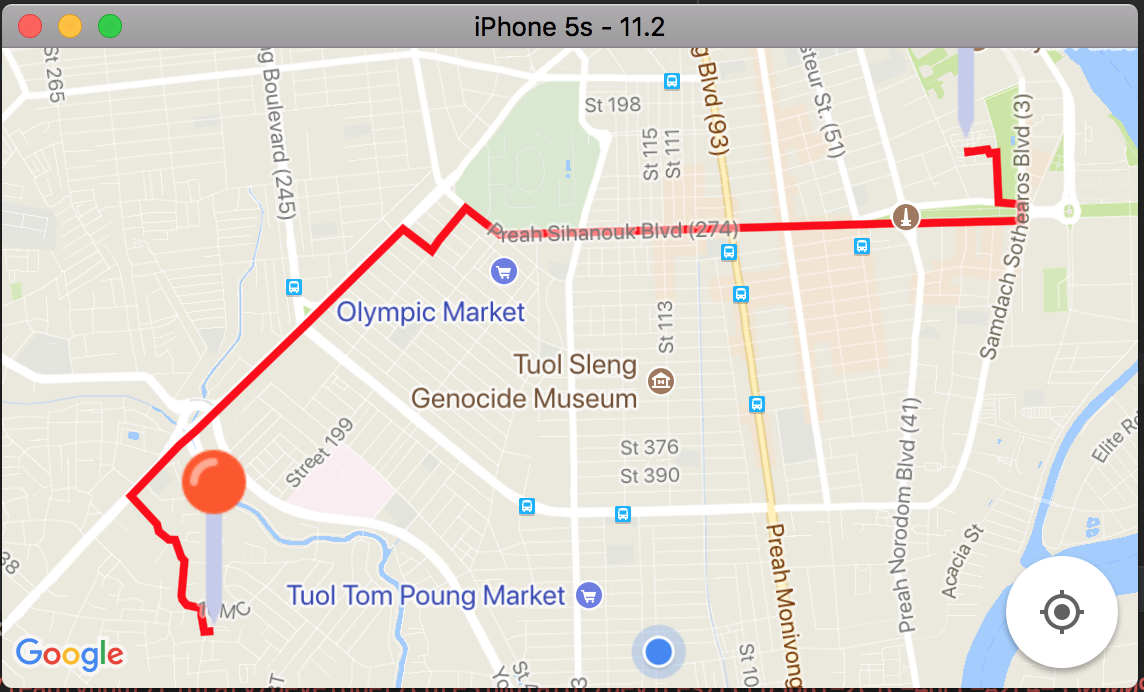 iPhone 5s - 11.2
St 265
g Boulevard (245)
St 198
St 115
St 111
g Blvd (93)
steur St. (51)
Samdach Sothearos Blvd (3)
Preah Sihanouk Blvd (274)
Olympic Market
St 113
Tuol Sleng
Genocide Museum
Street 199
St 376
St 390
Preah Norodom Blvd (41)
Elite Rd
Acacia St
Preah Monivong
Tuol Tom Poung Market
MC
Google
St 10